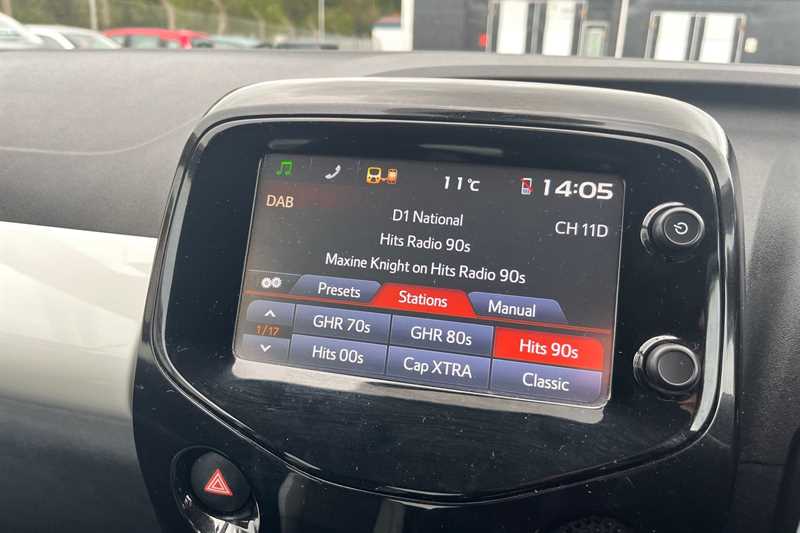 11°C
14:05
DAB
D1 National
CH 11D
Hits Radio 90s
Maxine Knight on Hits Radio 90s
Presets
Stations
Manual
1/17
GHR 70s
GHR 80s
Hits 90s
Hits 00s
Cap XTRA
Classic